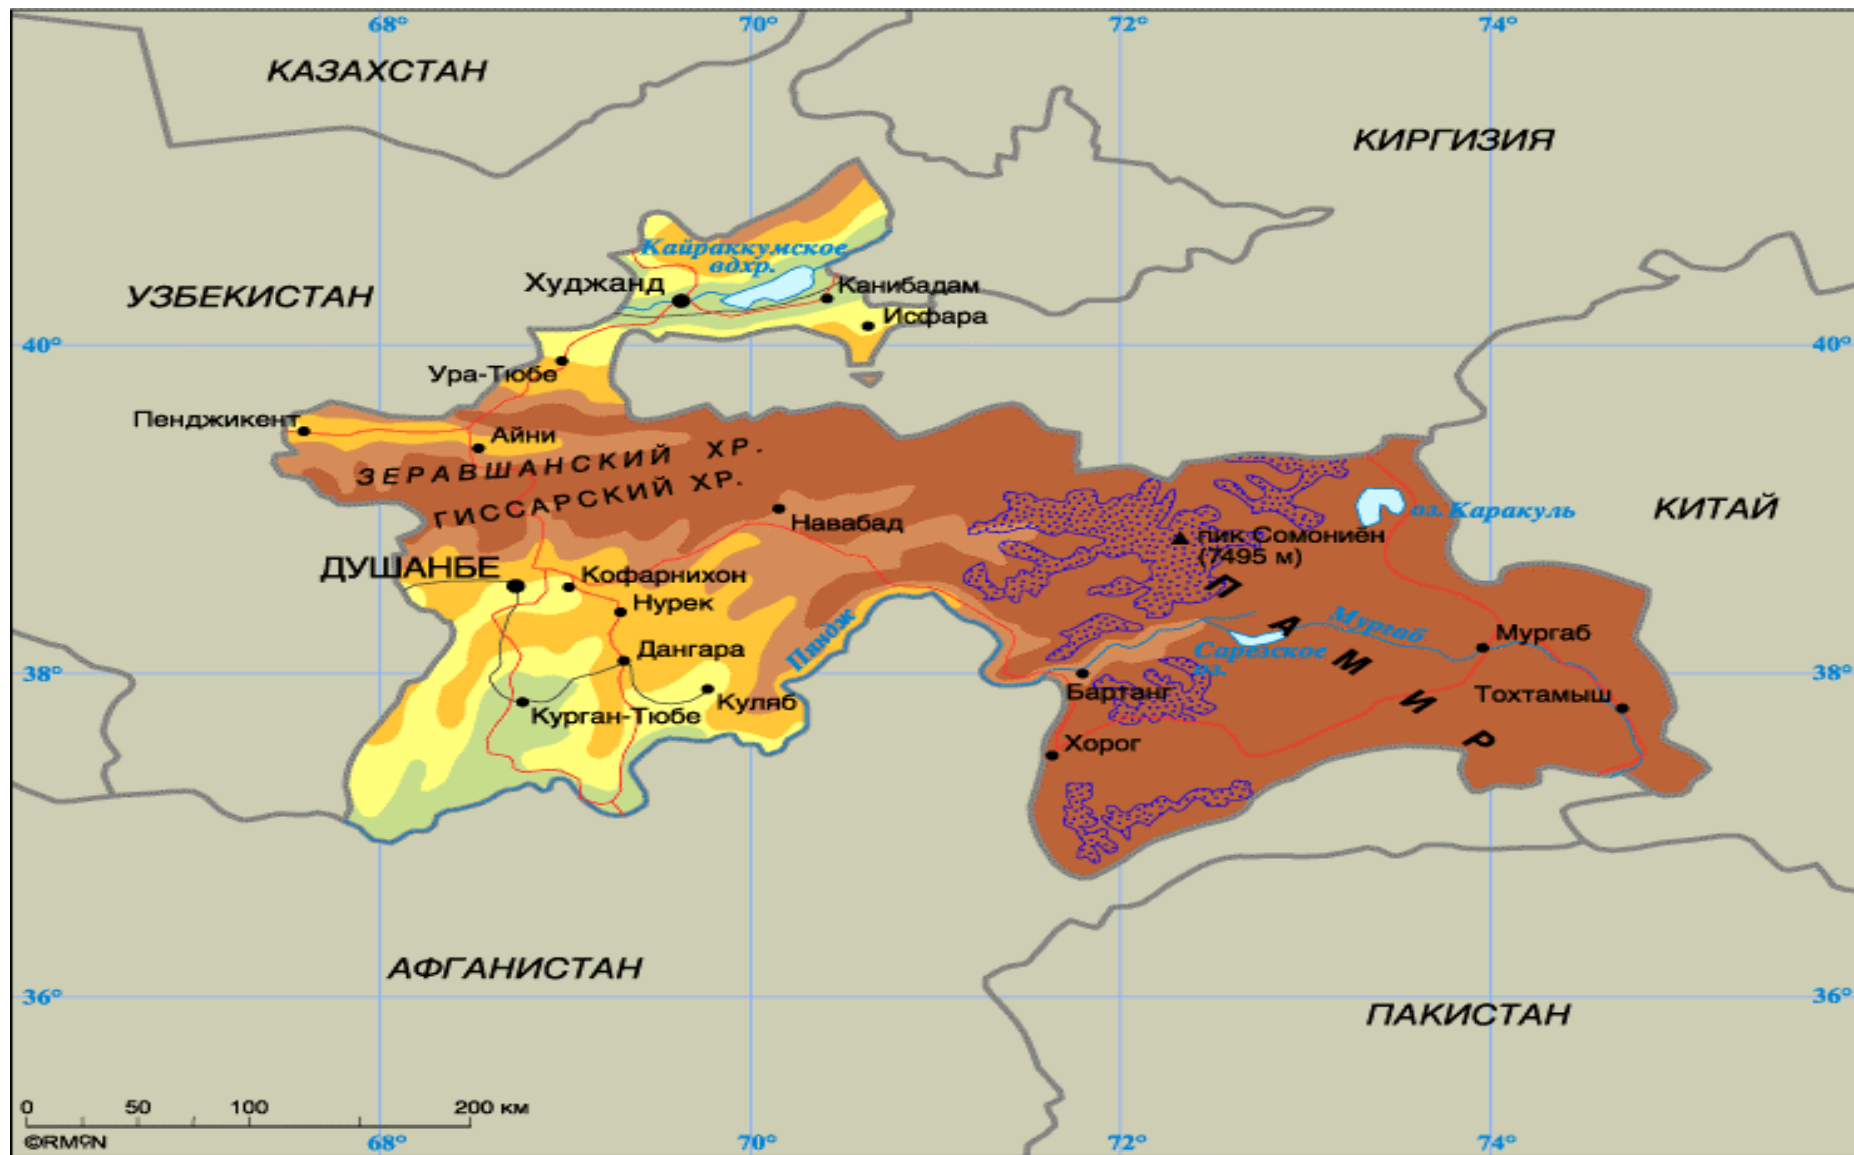 68°
70°
72°
74°
КАЗАХСТАН
КИРГИЗИЯ
Кайраккумское
вдхр.
Худжанд
Канибадам
УЗБЕКИСТАН
Исфара
40°
40°
Ура-Тюбе
Пенджикент
Айни
ЗЕРАВШАНСКИЙ ХР.
ГИССАРСКИЙ ХР.
Навабад
оз. Каракуль
КИТАЙ
пик Сомониён
(7495 м)
ДУШАНБЕ
Кофарнихон
Нурек
ПАМИР
Мургаб
Мургаб
Пяндж
Дангара
Сарезское
оз.
38°
38°
Бартанг
Тохтамыш
Куляб
Курган-Тюбе
Хорог
АФГАНИСТАН
36°
36°
ПАКИСТАН
0 50 100 200 км
©RMCN
68°
70°
72°
74°